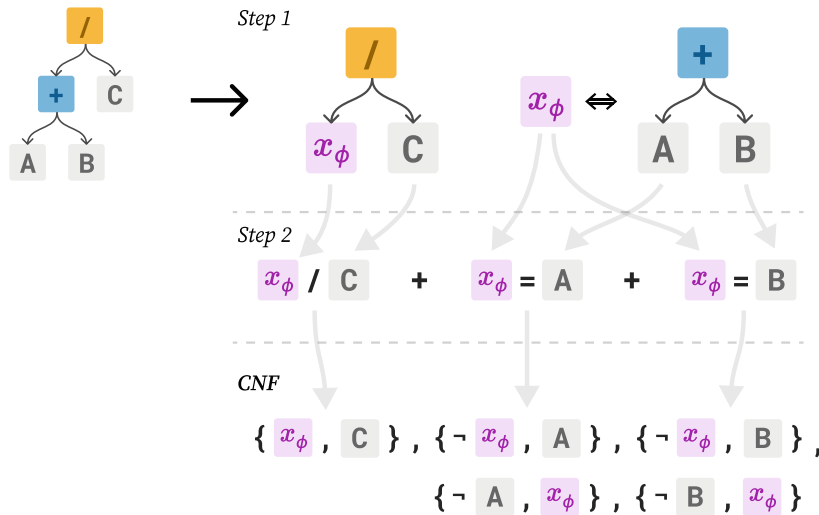 Step 1
/
+ C
A B
/
x_ϕ C
x_ϕ ⇔ +
A B
Step 2
x_ϕ / C + x_ϕ = A + x_ϕ = B
CNF
{ x_ϕ , C } , { ¬ x_ϕ , A } , { ¬ x_ϕ , B } ,
{ ¬ A , x_ϕ } , { ¬ B , x_ϕ }